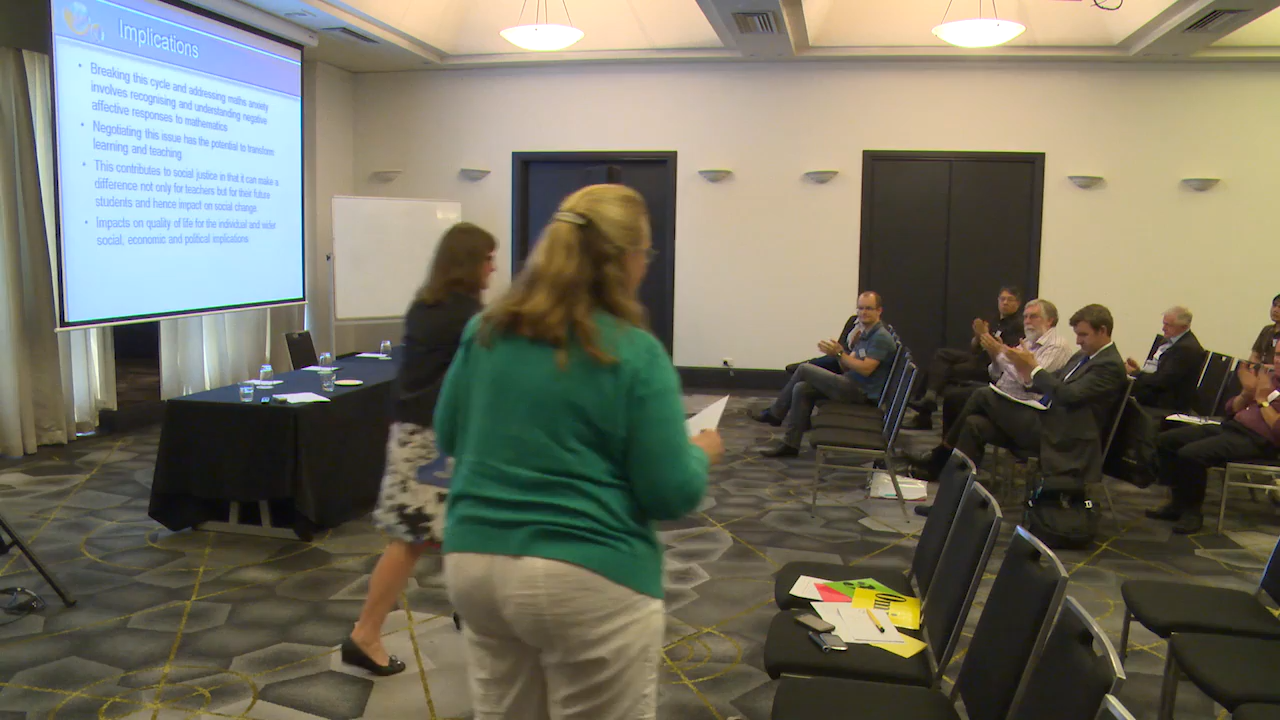 Implications
• Breaking this cycle and addressing maths anxiety
involves recognising and understanding negative
affective responses to mathematics
• Negotiating this issue has the potential to transform
learning and teaching
• This contributes to social justice in that it can make a
difference not only for teachers but for their future
students and hence impact on social change.
• Impacts on quality of life for the individual and wider
social, economic and political implications
Om